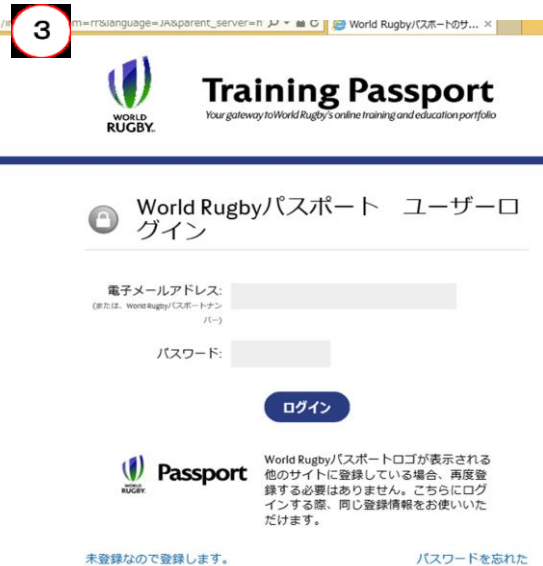 3
m=rr&language=JA&parent_server=h
World Rugbyパスポートのサ... ×
WORLD
RUGBY.
Training Passport
Your gateway to World Rugby's online training and education portfolio
World Rugbyパスポート　ユーザーロ
グイン
電子メールアドレス:
(または、World Rugbyパスポートナン
バー)
パスワード:
ログイン
WORLD
RUGBY.
Passport
World Rugbyパスポートロゴが表示される
他のサイトに登録している場合、再度登
録する必要はありません。こちらにログ
インする際、同じ登録情報をお使いいた
だけます。
未登録なので登録します。
パスワードを忘れた